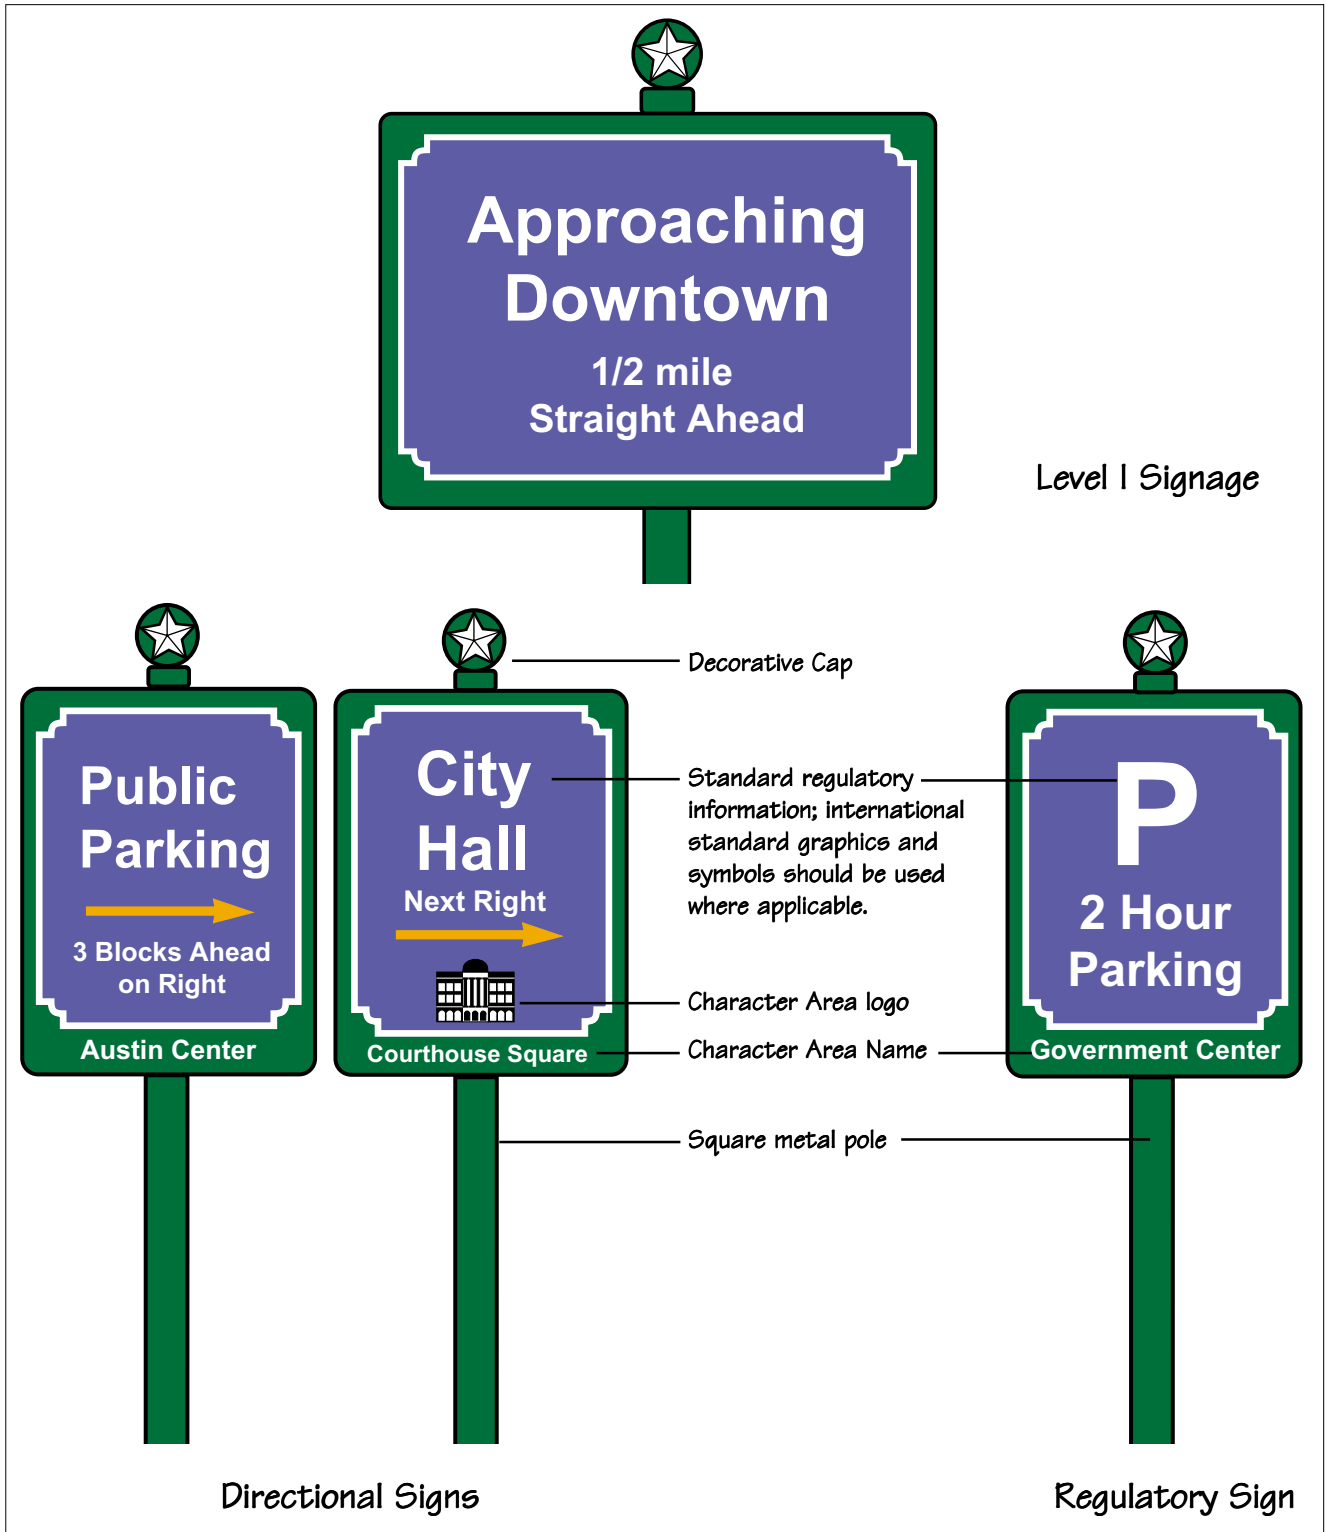 Approaching
Downtown
1/2 mile
Straight Ahead
Level I Signage
Public
Parking
3 Blocks Ahead
on Right
Austin Center
City
Hall
Next Right
Courthouse Square
Decorative Cap
Standard regulatory
information; international
standard graphics and
symbols should be used
where applicable.
Character Area logo
Character Area Name
Square metal pole
P
2 Hour
Parking
Government Center
Directional Signs
Regulatory Sign